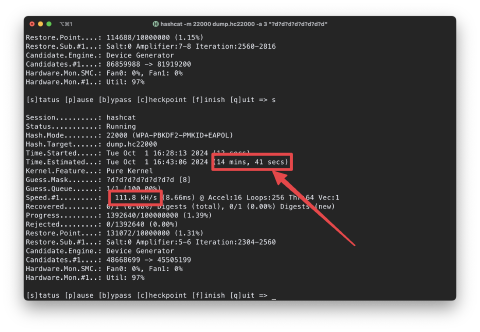 ⌥⌘1
hashcat -m 22000 dump.hc22000 -a 3 "?d?d?d?d?d?d?d?d"
Restore.Point....: 114688/10000000 (1.15%)
Restore.Sub.#1...: Salt:0 Amplifier:7-8 Iteration:2560-2816
Candidate.Engine.: Device Generator
Candidates.#1....: 86859988 -> 81919200
Hardware.Mon.SMC.: Fan0: 0%, Fan1: 0%
Hardware.Mon.#1..: Util: 97%
[s]tatus [p]ause [b]ypass [c]heckpoint [f]inish [q]uit => s
Session..........: hashcat
Status...........: Running
Hash.Mode........: 22000 (WPA-PBKDF2-PMKID+EAPOL)
Hash.Target......: dump.hc22000
Time.Started.....: Tue Oct 1 16:28:13 2024 (12 secs)
Time.Estimated...: Tue Oct 1 16:43:06 2024 (14 mins, 41 secs)
Kernel.Feature...: Pure Kernel
Guess.Mask.......: ?d?d?d?d?d?d?d?d [8]
Guess.Queue......: 1/1 (100.00%)
Speed.#1.........: 111.8 kH/s (8.66ms) @ Accel:16 Loops:256 Thr:64 Vec:1
Recovered........: 0/1 (0.00%) Digests (total), 0/1 (0.00%) Digests (new)
Progress.........: 1392640/100000000 (1.39%)
Rejected.........: 0/1392640 (0.00%)
Restore.Point....: 131072/10000000 (1.31%)
Restore.Sub.#1...: Salt:0 Amplifier:5-6 Iteration:2304-2560
Candidate.Engine.: Device Generator
Candidates.#1....: 48668699 -> 45505199
Hardware.Mon.SMC.: Fan0: 0%, Fan1: 0%
Hardware.Mon.#1..: Util: 97%
[s]tatus [p]ause [b]ypass [c]heckpoint [f]inish [q]uit => _